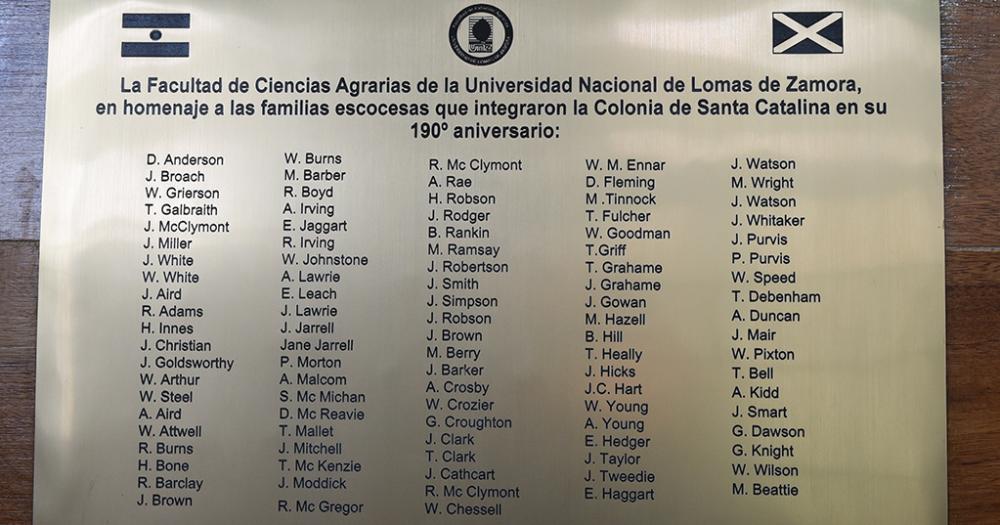 La Facultad de Ciencias Agrarias de la Universidad Nacional de Lomas de Zamora,
en homenaje a las familias escocesas que integraron la Colonia de Santa Catalina en su
190º aniversario:
D. Anderson
J. Broach
W. Grierson
T. Galbraith
J. McClymont
J. Miller
J. White
W. White
J. Aird
R. Adams
H. Innes
J. Christian
J. Goldsworthy
W. Arthur
W. Steel
A. Aird
W. Attwell
R. Burns
H. Bone
R. Barclay
J. Brown
W. Burns
M. Barber
R. Boyd
A. Irving
E. Jaggart
R. Irving
W. Johnstone
A. Lawrie
E. Leach
J. Lawrie
J. Jarrell
Jane Jarrell
P. Morton
A. Malcom
S. Mc Michan
D. Mc Reavie
T. Mallet
J. Mitchell
T. Mc Kenzie
J. Moddick
R. Mc Gregor
R. Mc Clymont
A. Rae
H. Robson
J. Rodger
B. Rankin
M. Ramsay
J. Robertson
J. Smith
J. Simpson
J. Robson
J. Brown
M. Berry
J. Barker
A. Crosby
W. Crozier
G. Croughton
J. Clark
T. Clark
J. Cathcart
R. Mc Clymont
W. Chessell
W. M. Ennar
D. Fleming
M .Tinnock
T. Fulcher
W. Goodman
T.Griff
T. Grahame
J. Grahame
J. Gowan
M. Hazell
B. Hill
T. Heally
J. Hicks
J.C. Hart
W. Young
A. Young
E. Hedger
J. Taylor
J. Tweedie
E. Haggart
J. Watson
M. Wright
J. Watson
J. Whitaker
J. Purvis
P. Purvis
W. Speed
T. Debenham
A. Duncan
J. Mair
W. Pixton
T. Bell
A. Kidd
J. Smart
G. Dawson
G. Knight
W. Wilson
M. Beattie